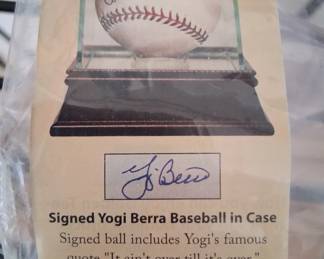 Yogi Berra
Signed Yogi Berra Baseball in Case
Signed ball includes Yogi's famous
quote "It ain't over till it's over."